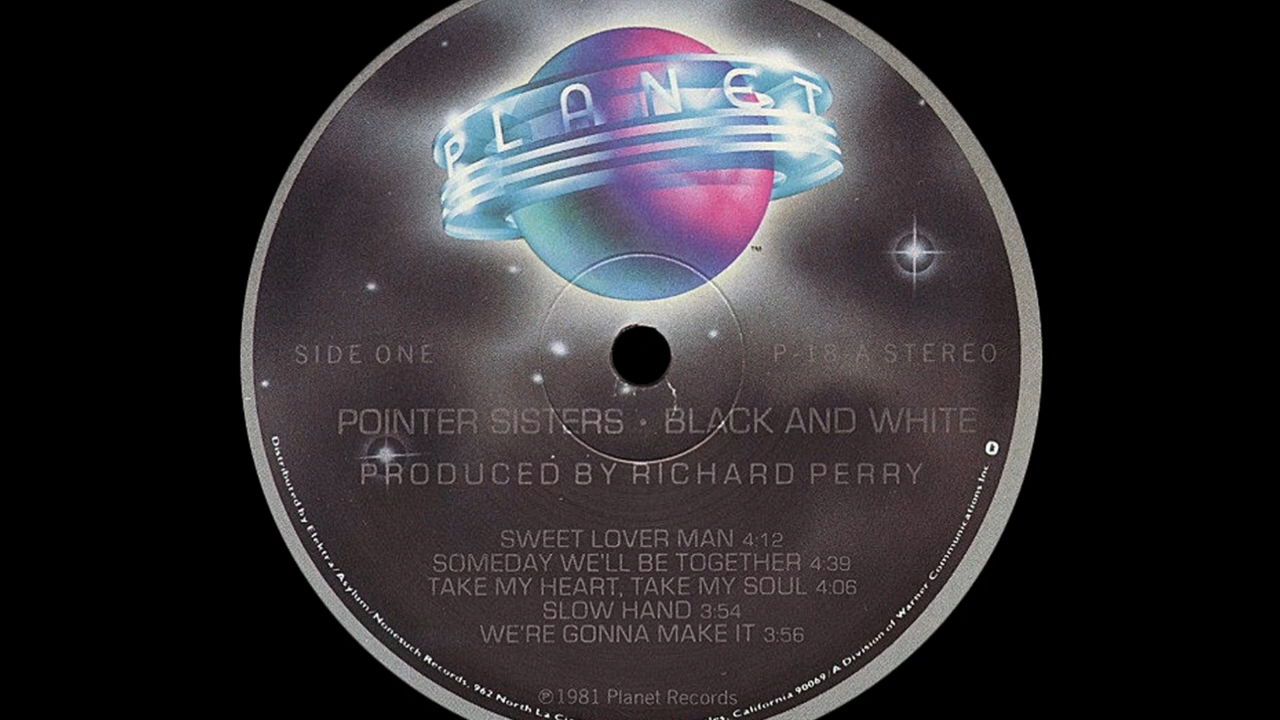 PLANET
™
SIDE ONE
P-18-A STEREO
POINTER SISTERS · BLACK AND WHITE
PRODUCED BY RICHARD PERRY
SWEET LOVER MAN 4:12
SOMEDAY WE'LL BE TOGETHER 4:39
TAKE MY HEART, TAKE MY SOUL 4:06
SLOW HAND 3:54
WE'RE GONNA MAKE IT 3:56
℗1981 Planet Records
Distributed by Elektra/Asylum/Nonesuch Records, 962 North La California 90069/A Division of Warner Communications Inc.